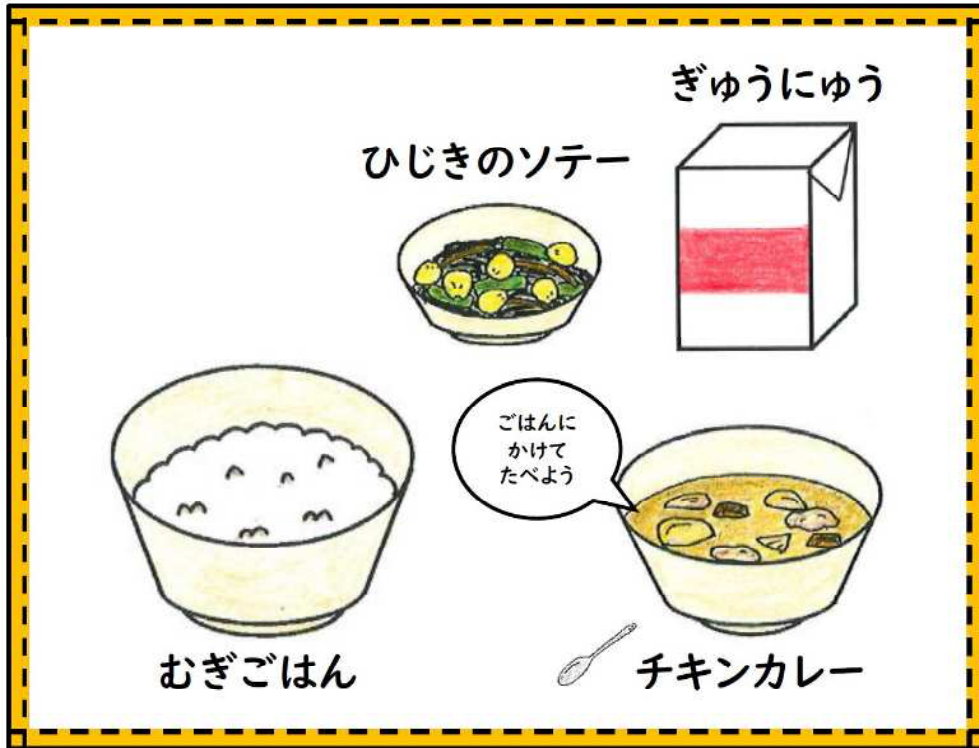 ぎゅうにゅう
ひじきのソテー
ごはんに
かけて
たべよう
むぎごはん
チキンカレー